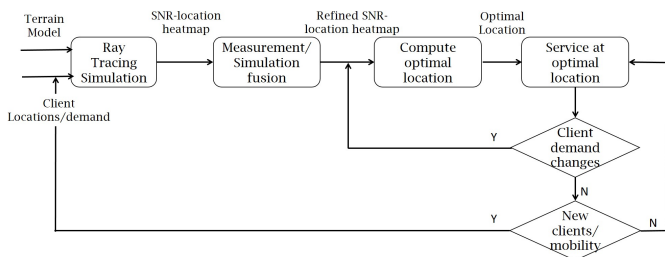 Terrain
Model
SNR-location
heatmap
Refined SNR-
location heatmap
Optimal
Location
Ray
Tracing
Simulation
Measurement/
Simulation
fusion
Compute
optimal
location
Service at
optimal
location
Client
Locations/demand
Y
Client
demand
changes
N
Y
New
clients/
mobility
N